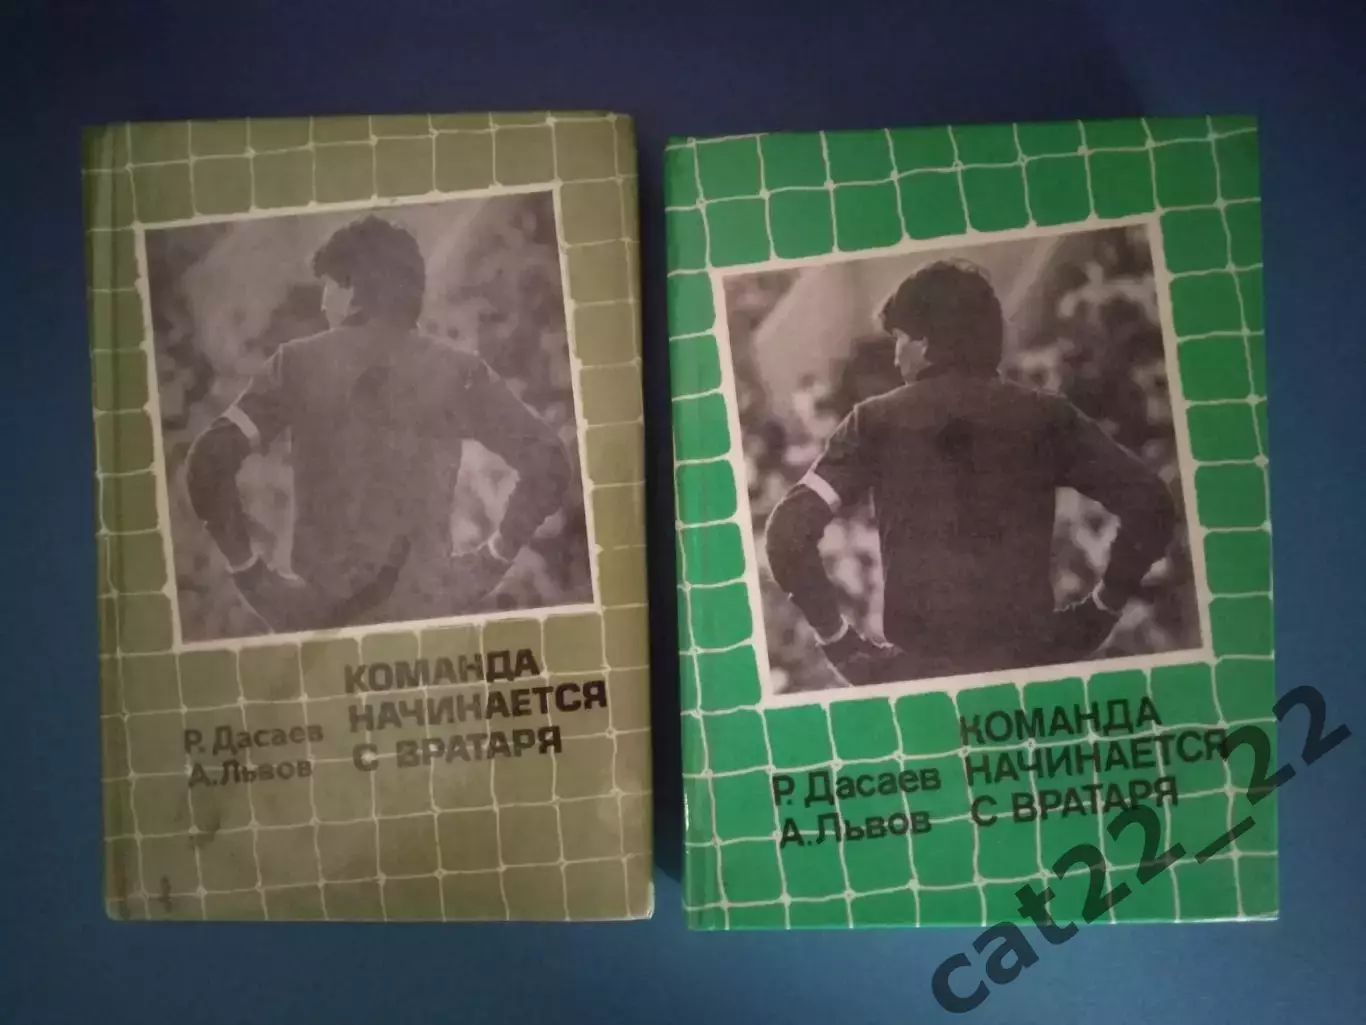 Р. Дасаев
А. Львов
КОМАНДА
НАЧИНАЕТСЯ
С ВРАТАРЯ
Р. Дасаев
А. Львов
КОМАНДА
НАЧИНАЕТСЯ
С ВРАТАРЯ
cat22_22